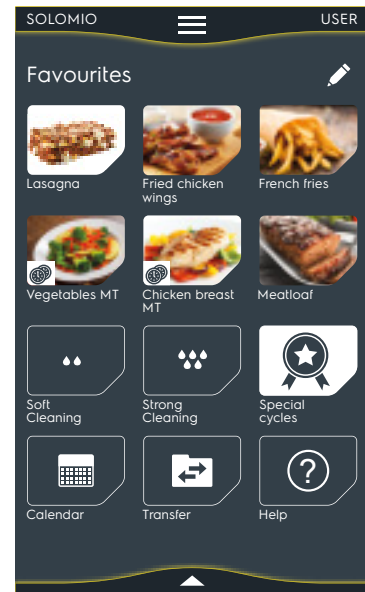 SOLOMIO USER
Favourites
Lasagna
Fried chicken
wings
French fries
Vegetables MT
Chicken breast
MT
Meatloaf
Soft
Cleaning
Strong
Cleaning
Special
cycles
Calendar
Transfer
?
Help